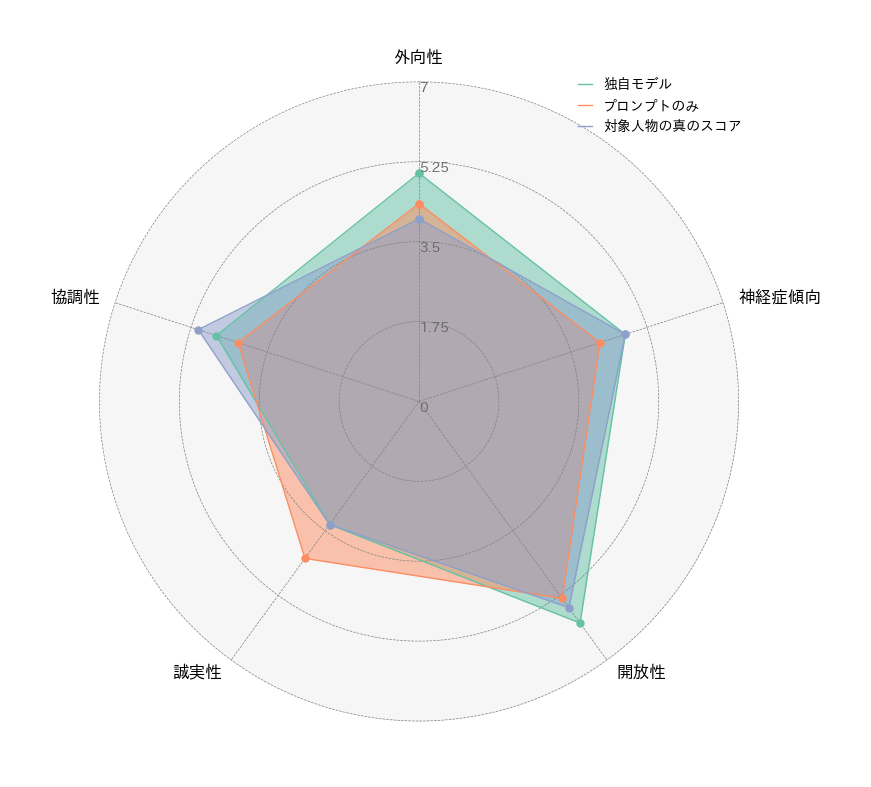 外向性
独自モデル
プロンプトのみ
対象人物の真のスコア
7
5.25
3.5
1.75
0
協調性
神経症傾向
誠実性
開放性